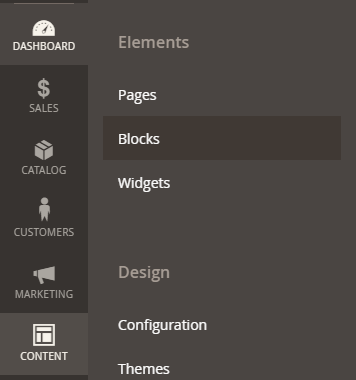 DASHBOARD
SALES
CATALOG
CUSTOMERS
MARKETING
CONTENT
Elements
Pages
Blocks
Widgets
Design
Configuration
Themes